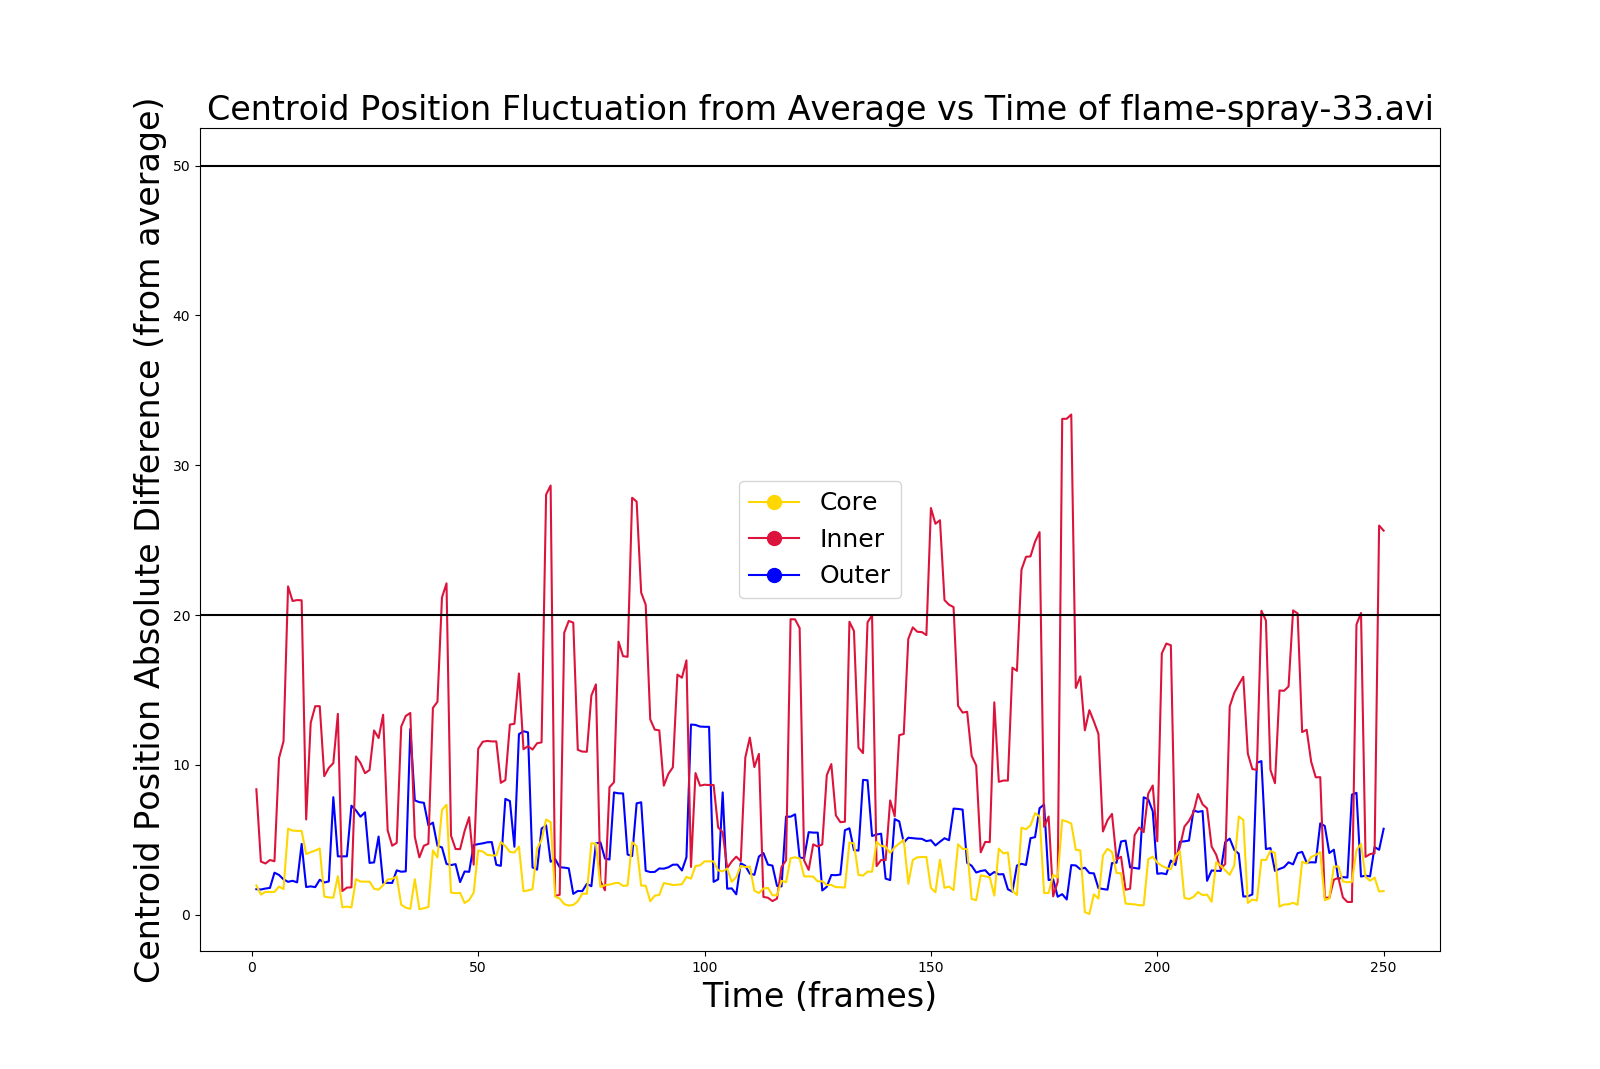 Centroid Position Fluctuation from Average vs Time of flame-spray-33.avi
Centroid Position Absolute Difference (from average)
50
40
30
20
10
0
Core
Inner
Outer
0 50 100 150 200 250
Time (frames)